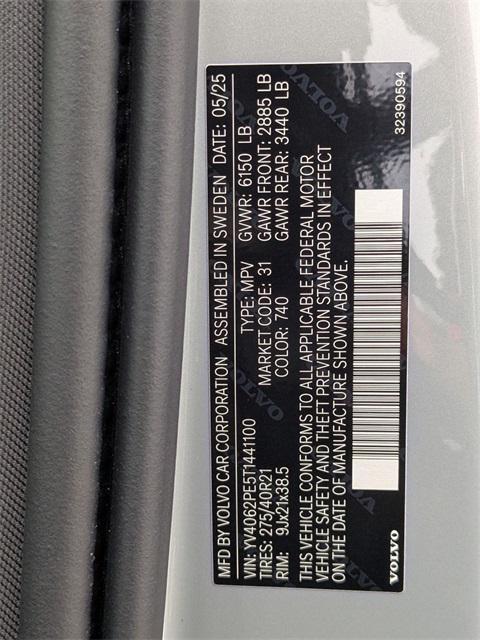 MFD BY VOLVO CAR CORPORATION ASSEMBLED IN SWEDEN DATE: 05/25
VIN: YV4062PE5T1441100 TYPE: MPV GVWR: 6150 LB
TIRES: 275/40R21 MARKET CODE: 31 GAWR FRONT: 2885 LB
RIM: 9Jx21x38.5 COLOR: 740 GAWR REAR: 3440 LB
THIS VEHICLE CONFORMS TO ALL APPLICABLE FEDERAL MOTOR
VEHICLE SAFETY AND THEFT PREVENTION STANDARDS IN EFFECT
ON THE DATE OF MANUFACTURE SHOWN ABOVE.
VOLVO 32390594